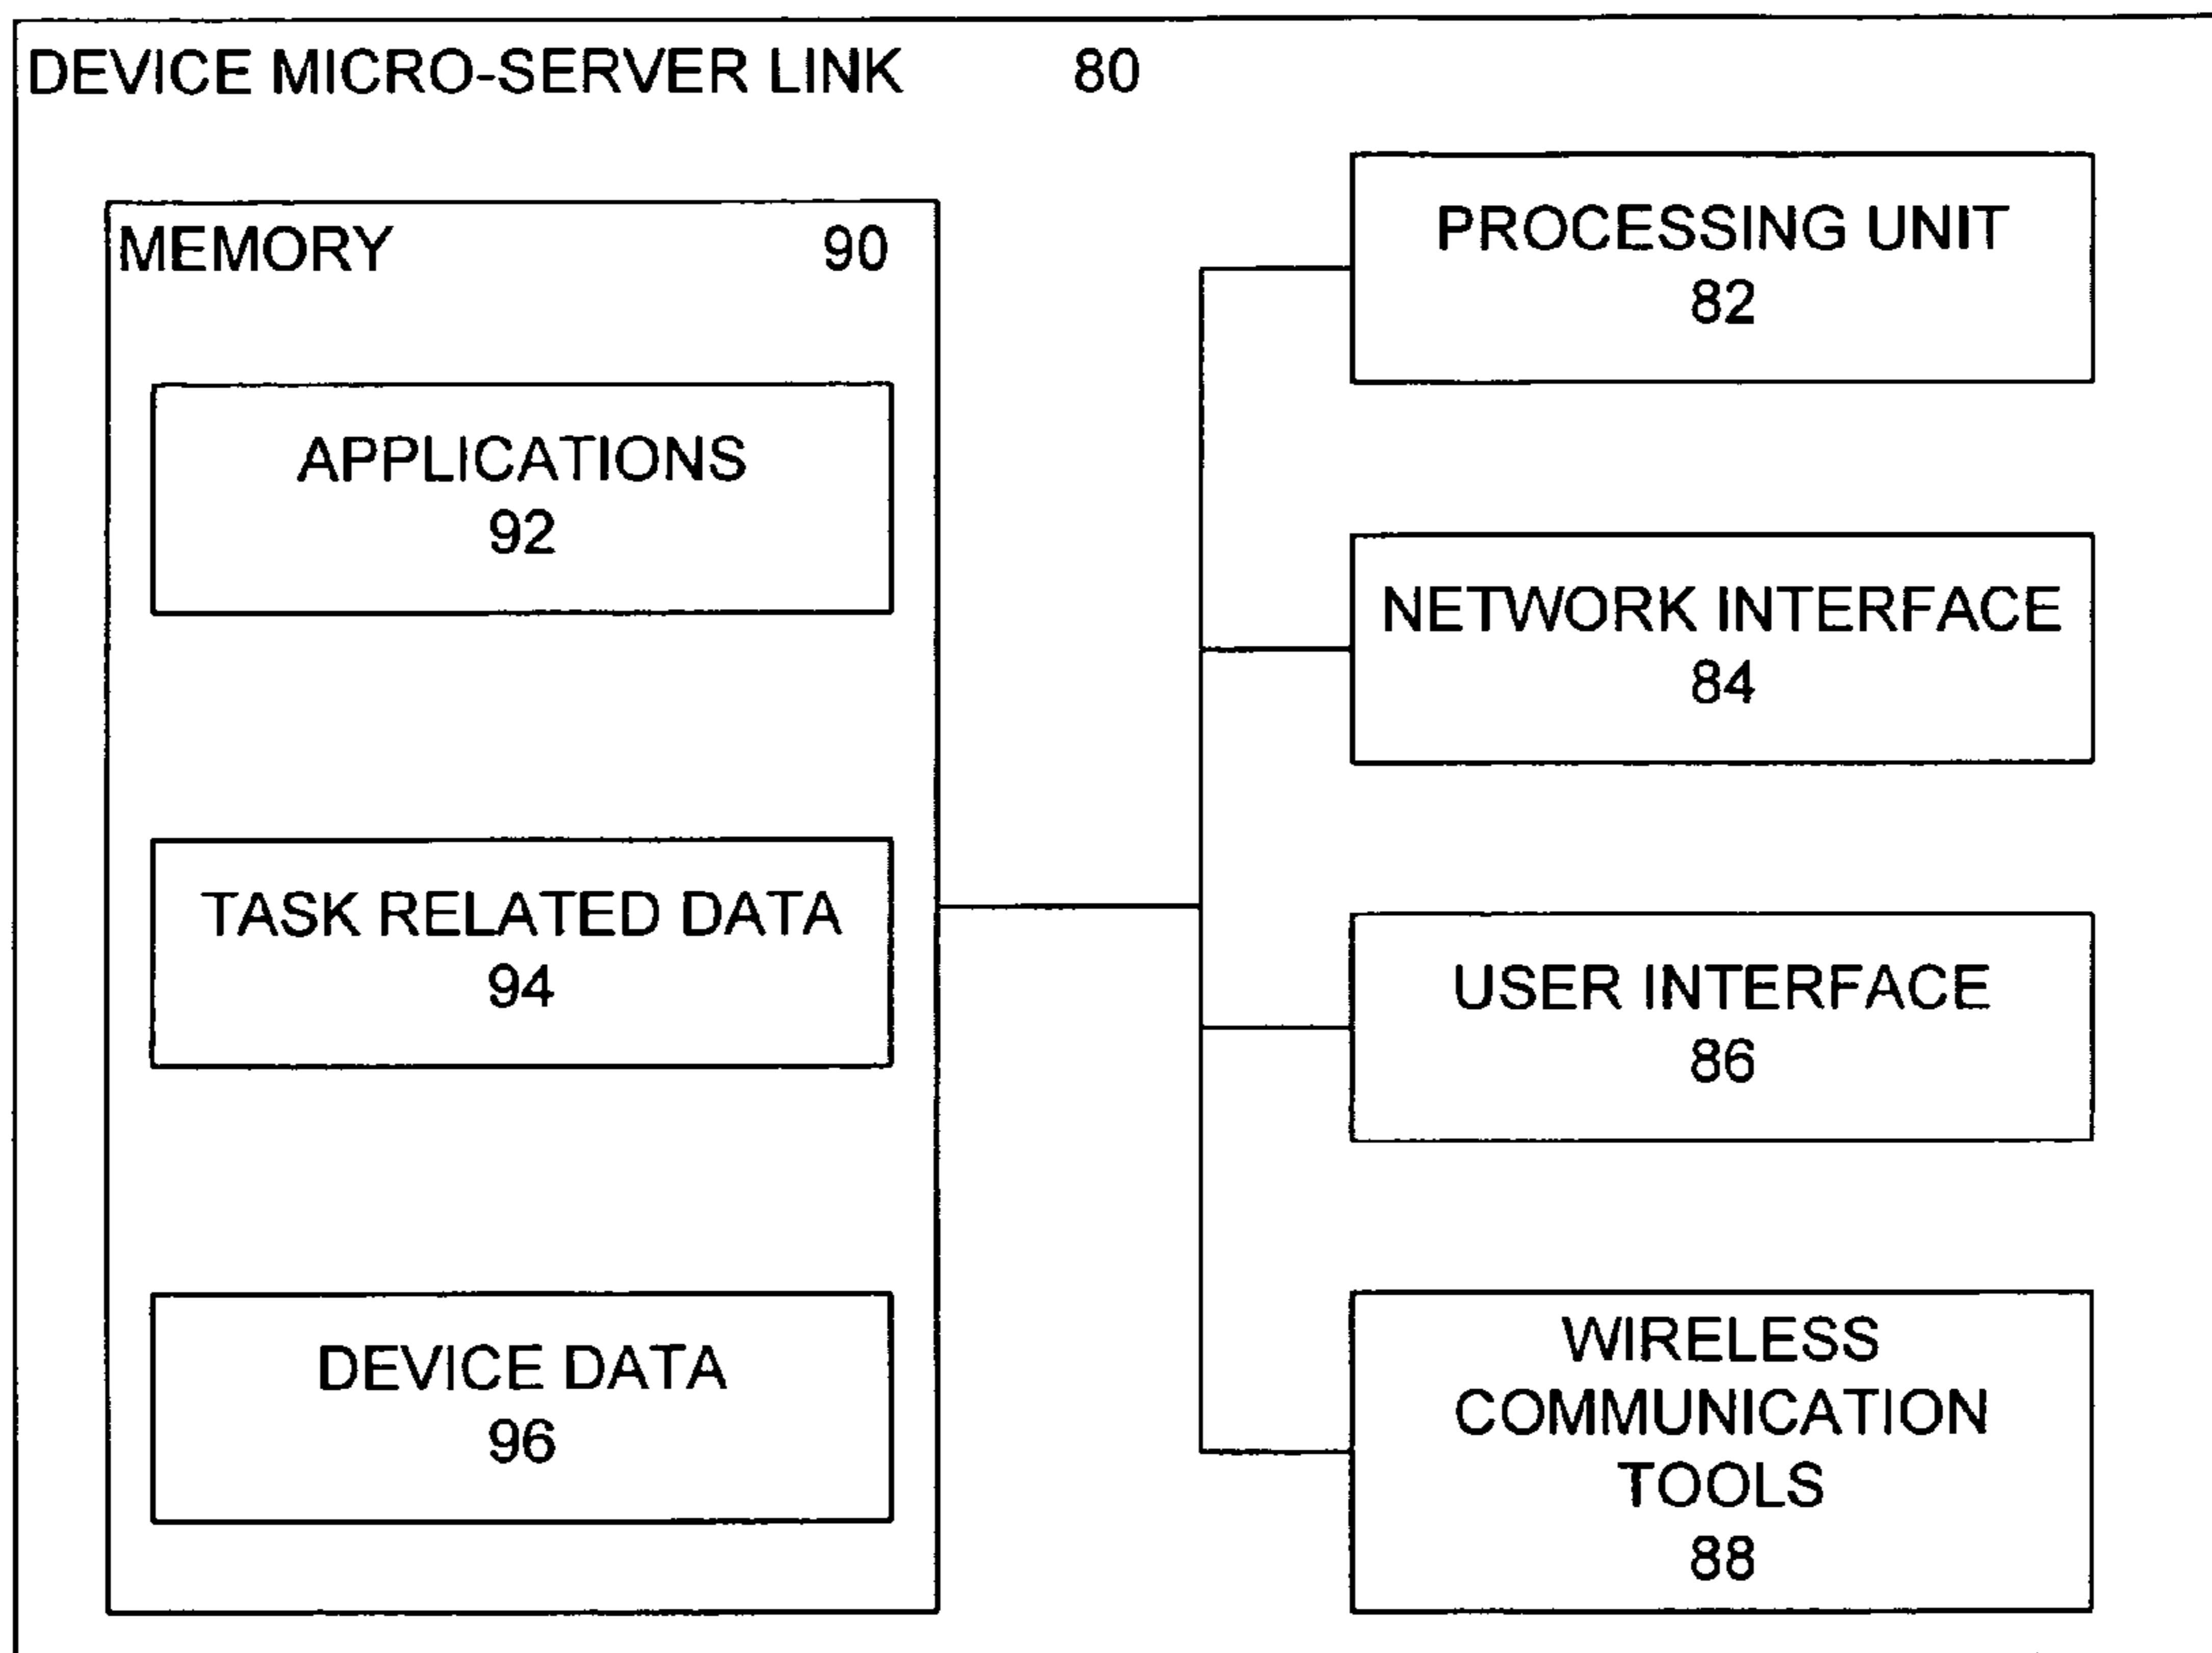 DEVICE MICRO-SERVER LINK 80
MEMORY 90
APPLICATIONS
92
TASK RELATED DATA
94
DEVICE DATA
96
PROCESSING UNIT
82
NETWORK INTERFACE
84
USER INTERFACE
86
WIRELESS
COMMUNICATION
TOOLS
88